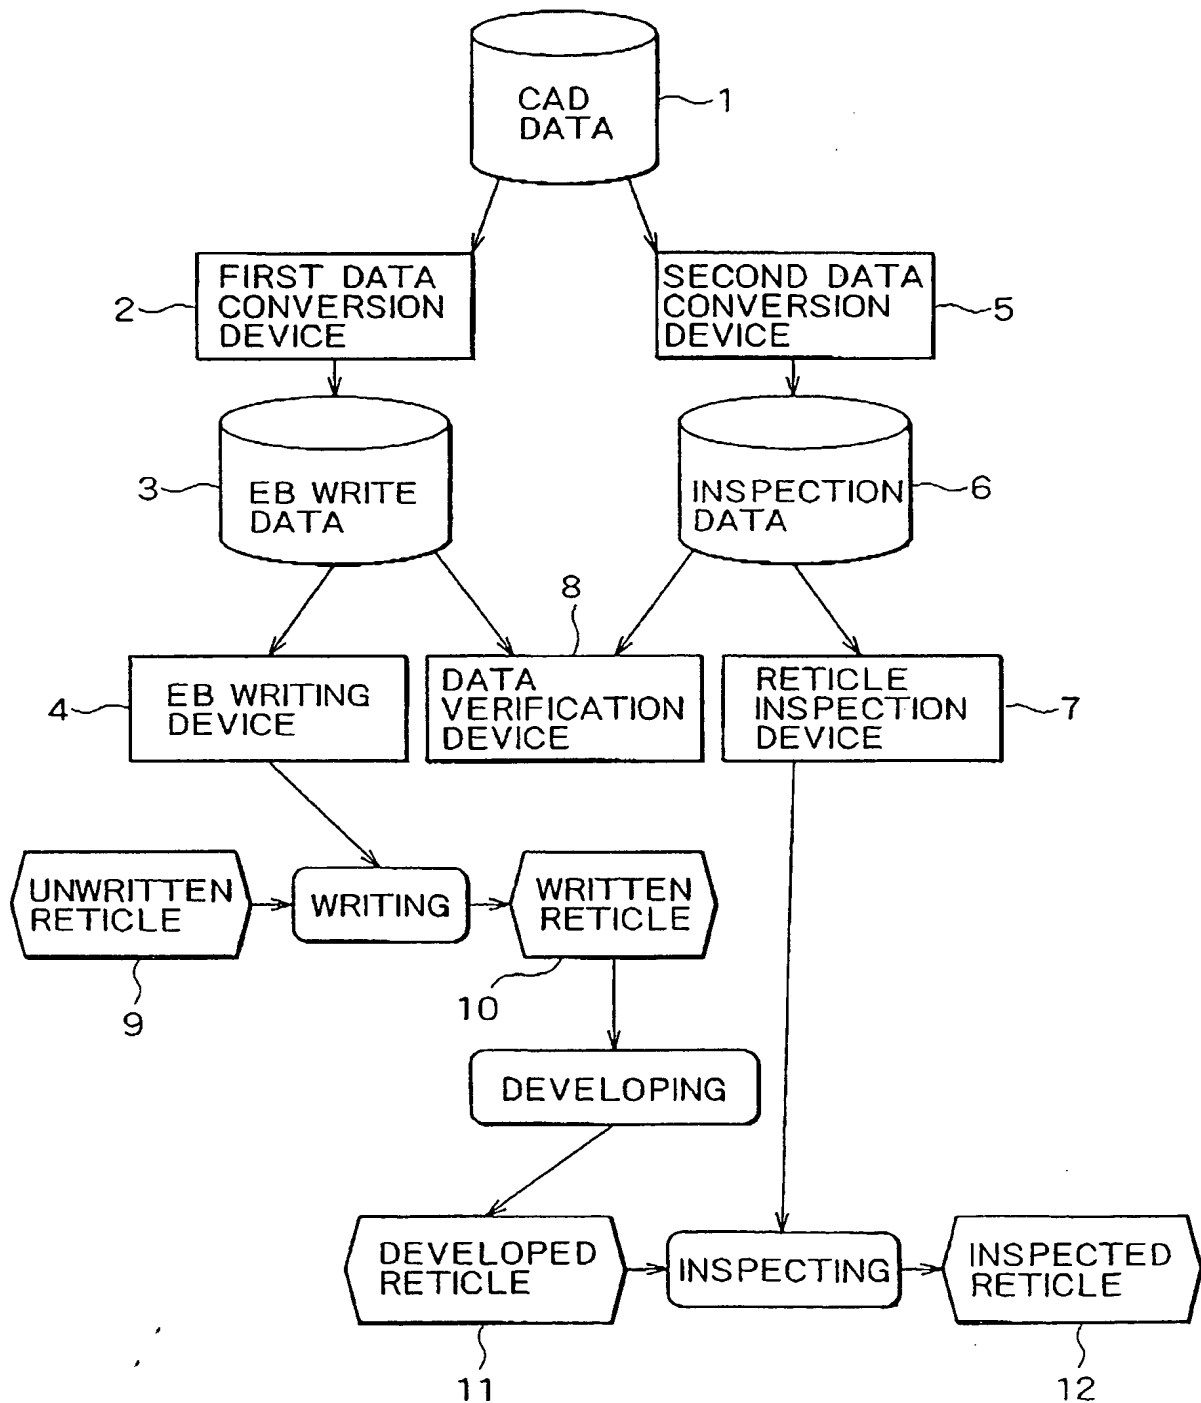 CAD
DATA
1
FIRST DATA
CONVERSION
DEVICE
2
SECOND DATA
CONVERSION
DEVICE
5
3
EB WRITE
DATA
INSPECTION
DATA
6
8
4
EB WRITING
DEVICE
DATA
VERIFICATION
DEVICE
RETICLE
INSPECTION
DEVICE
7
UNWRITTEN
RETICLE
WRITING
WRITTEN
RETICLE
9
10
DEVELOPING
DEVELOPED
RETICLE
INSPECTING
INSPECTED
RETICLE
11
12